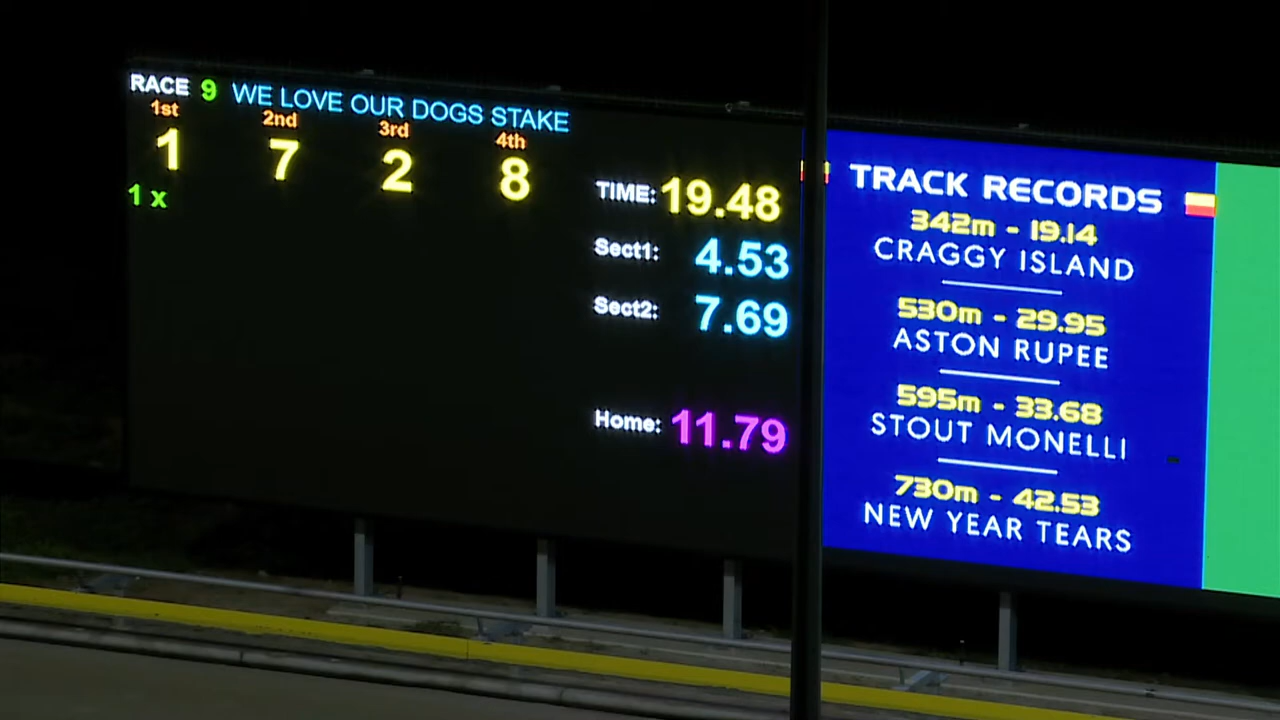 RACE 9 WE LOVE OUR DOGS STAKE
1st 2nd 3rd 4th
1 7 2 8
1 x
TIME: 19.48
Sect1: 4.53
Sect2: 7.69
Home: 11.79
TRACK RECORDS
342m - 19.14
CRAGGY ISLAND
530m - 29.95
ASTON RUPEE
595m - 33.68
STOUT MONELLI
730m - 42.53
NEW YEAR TEARS